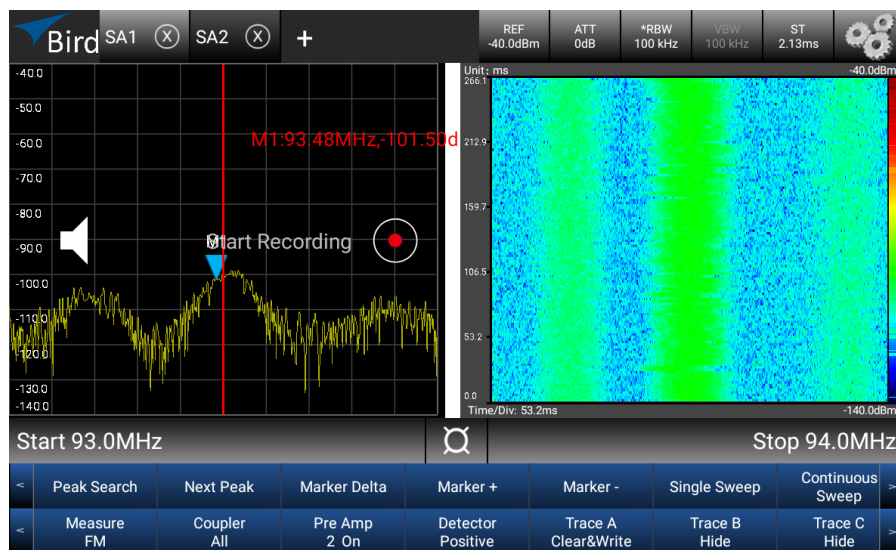 Bird
SA1 X
SA2 X
+
REF
-40.0dBm
ATT
0dB
*RBW
100 kHz
VBW
100 kHz
ST
2.13ms
-40.0
-50.0
-60.0
-70.0
-80.0
-90.0
-100.0
-110.0
-120.0
-130.0
-140.0
M1:93.48MHz,-101.50d
Start Recording
Unit: ms
-40.0dBm
266.1
212.9
159.7
106.5
53.2
0.0
Time/Div: 53.2ms
-140.0dBm
Start 93.0MHz
Stop 94.0MHz
< Peak Search
Next Peak
Marker Delta
Marker +
Marker -
Single Sweep
Continuous
Sweep >
< Measure
FM
Coupler
All
Pre Amp
2 On
Detector
Positive
Trace A
Clear&Write
Trace B
Hide
Trace C
Hide >